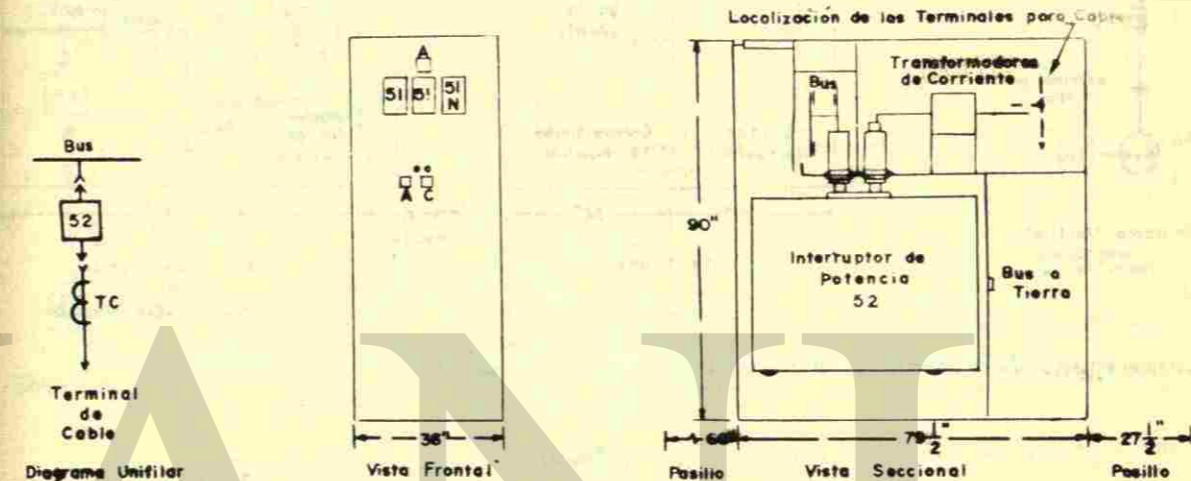 Bus
52
TC
Terminal
de
Cable
Diagrama Unifilar
A
51 51 51
N
A C
36"
Vista Frontal
Localización de las Terminales para Cable
Transformadores
de Corriente
Bus
90"
Interruptor de
Potencia
52
Bus a
Tierra
66"
79 1/2"
27 1/2"
Pasillo
Vista Seccional
Pasillo